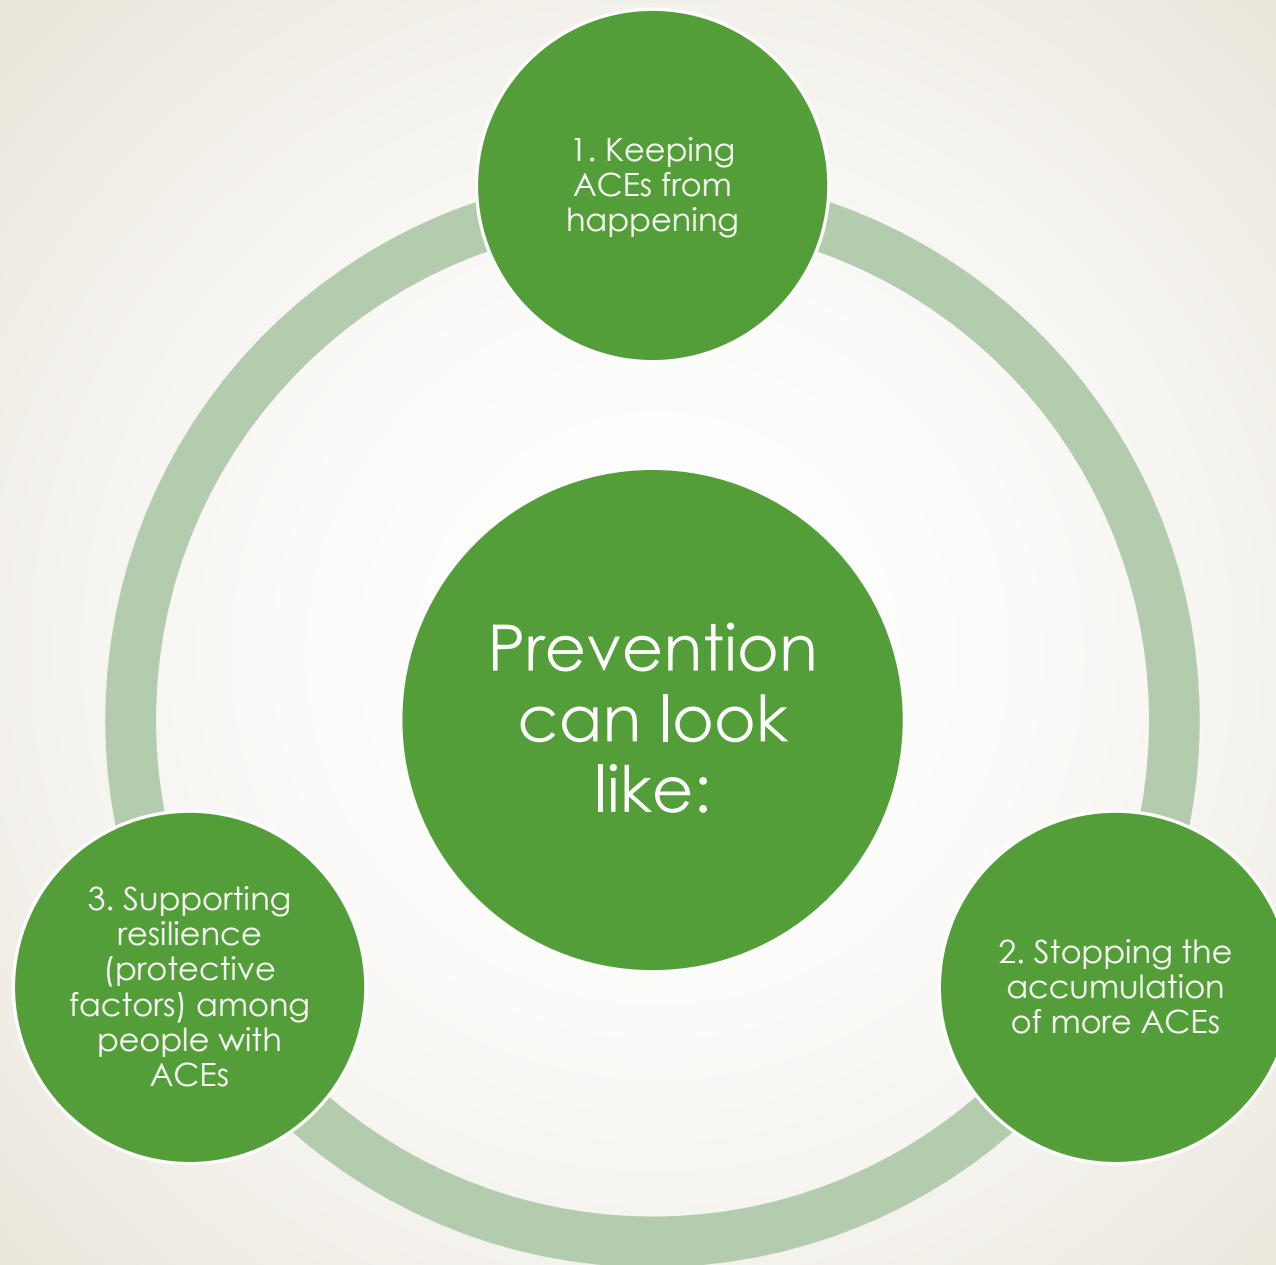 1. Keeping
ACEs from
happening
Prevention
can look
like:
2. Stopping the
accumulation
of more ACEs
3. Supporting
resilience
(protective
factors) among
people with
ACEs